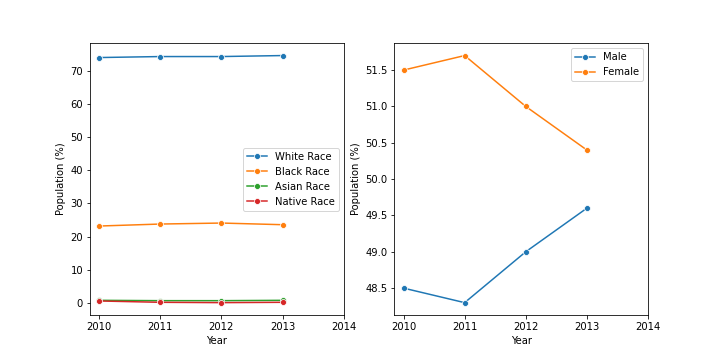 70
60
50
40
30
20
10
0
Population (%)
2010 2011 2012 2013 2014
Year
White Race
Black Race
Asian Race
Native Race
51.5
51.0
50.5
50.0
49.5
49.0
48.5
Population (%)
2010 2011 2012 2013 2014
Year
Male
Female